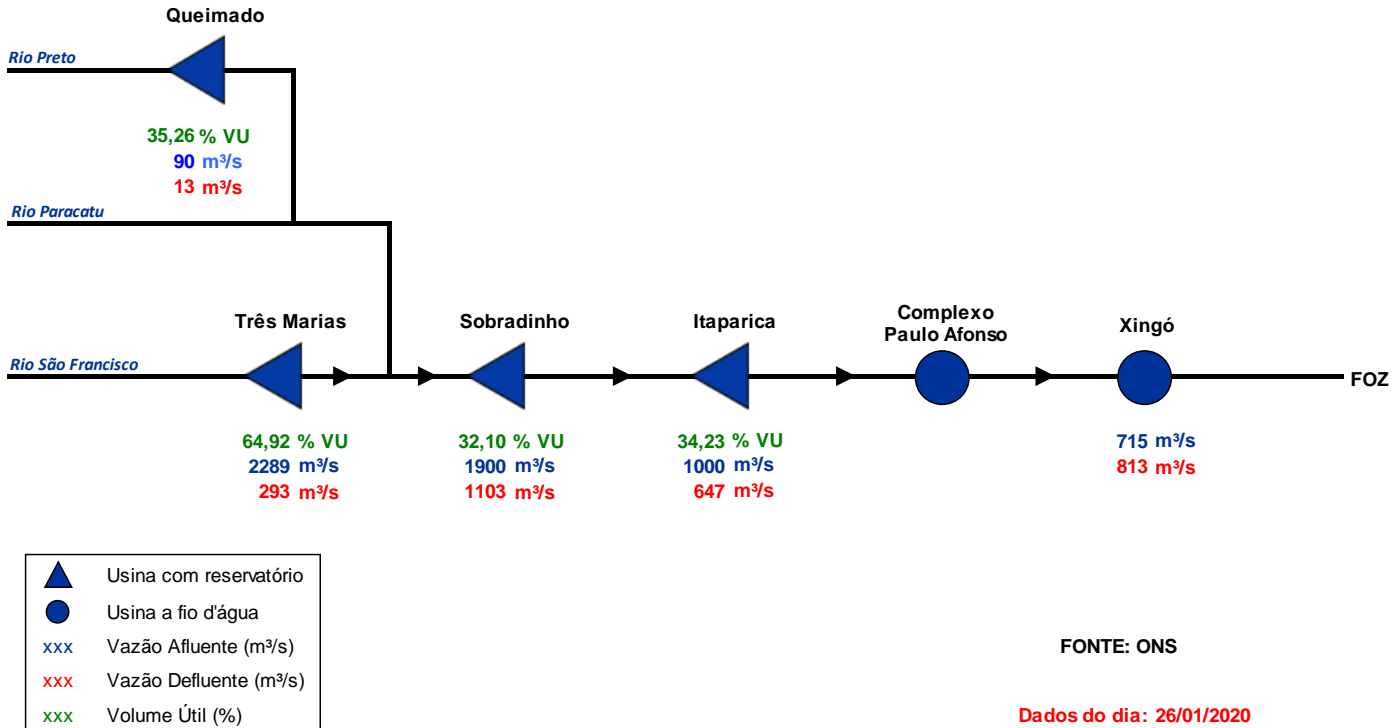 Queimado
Rio Preto
35,26 % VU
90 m³/s
13 m³/s
Rio Paracatu
Três Marias
Sobradinho
Itaparica
Complexo
Paulo Afonso
Xingó
Rio São Francisco
FOZ
64,92 % VU
2289 m³/s
293 m³/s
32,10 % VU
1900 m³/s
1103 m³/s
34,23 % VU
1000 m³/s
647 m³/s
715 m³/s
813 m³/s
Usina com reservatório
Usina a fio d'água
xxx Vazão Afluente (m³/s)
xxx Vazão Defluente (m³/s)
xxx Volume Útil (%)
FONTE: ONS
Dados do dia: 26/01/2020